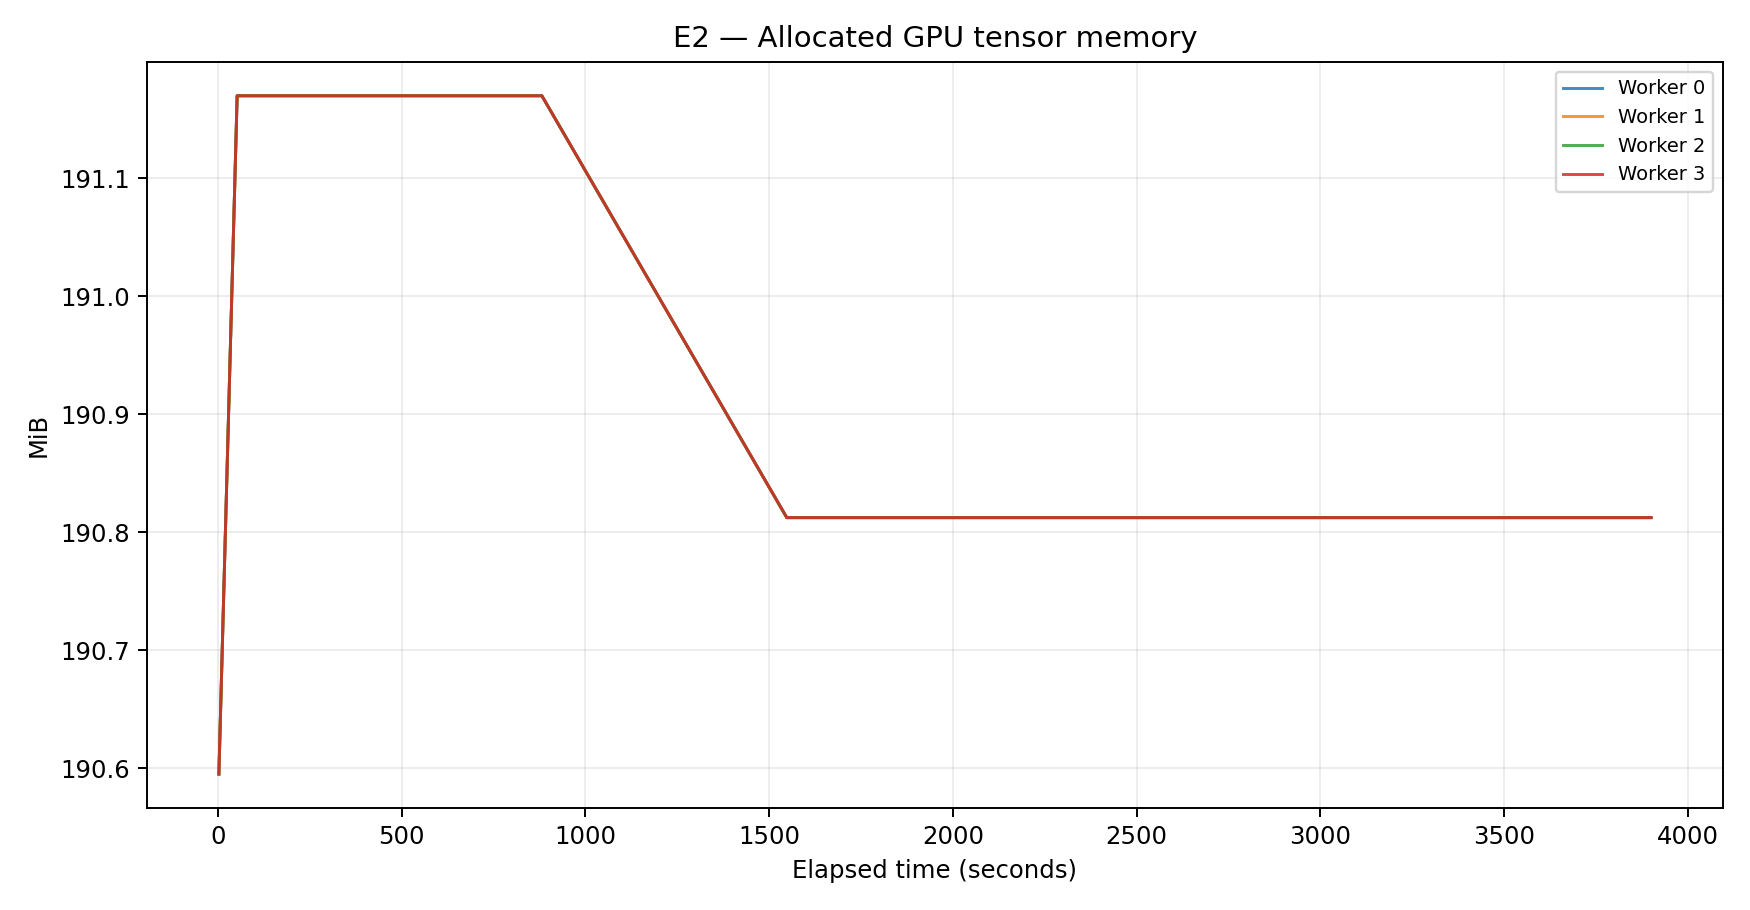 E2 — Allocated GPU tensor memory
Worker 0
Worker 1
Worker 2
Worker 3
MiB
191.1
191.0
190.9
190.8
190.7
190.6
0 500 1000 1500 2000 2500 3000 3500 4000
Elapsed time (seconds)